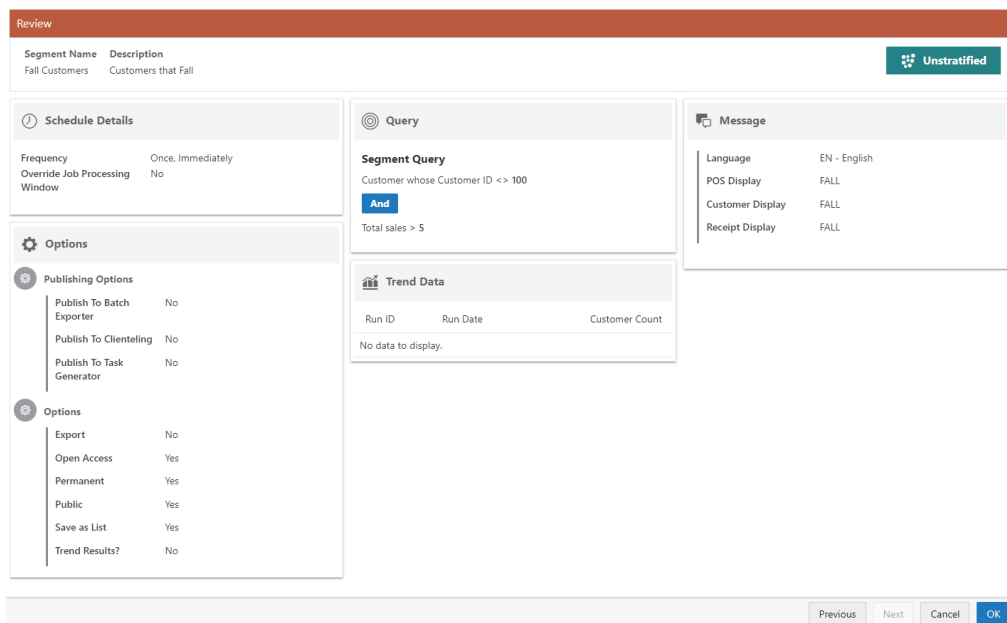 Review
Segment Name Description
Fall Customers Customers that Fall
Unstratified
Schedule Details
Frequency Once, Immediately
Override Job Processing No
Window
Options
Publishing Options
Publish To Batch No
Exporter
Publish To Clienteling No
Publish To Task No
Generator
Options
Export No
Open Access Yes
Permanent Yes
Public Yes
Save as List Yes
Trend Results? No
Query
Segment Query
Customer whose Customer ID <> 100
And
Total sales > 5
Trend Data
Run ID Run Date Customer Count
No data to display.
Message
Language EN - English
POS Display FALL
Customer Display FALL
Receipt Display FALL
Previous Next Cancel OK